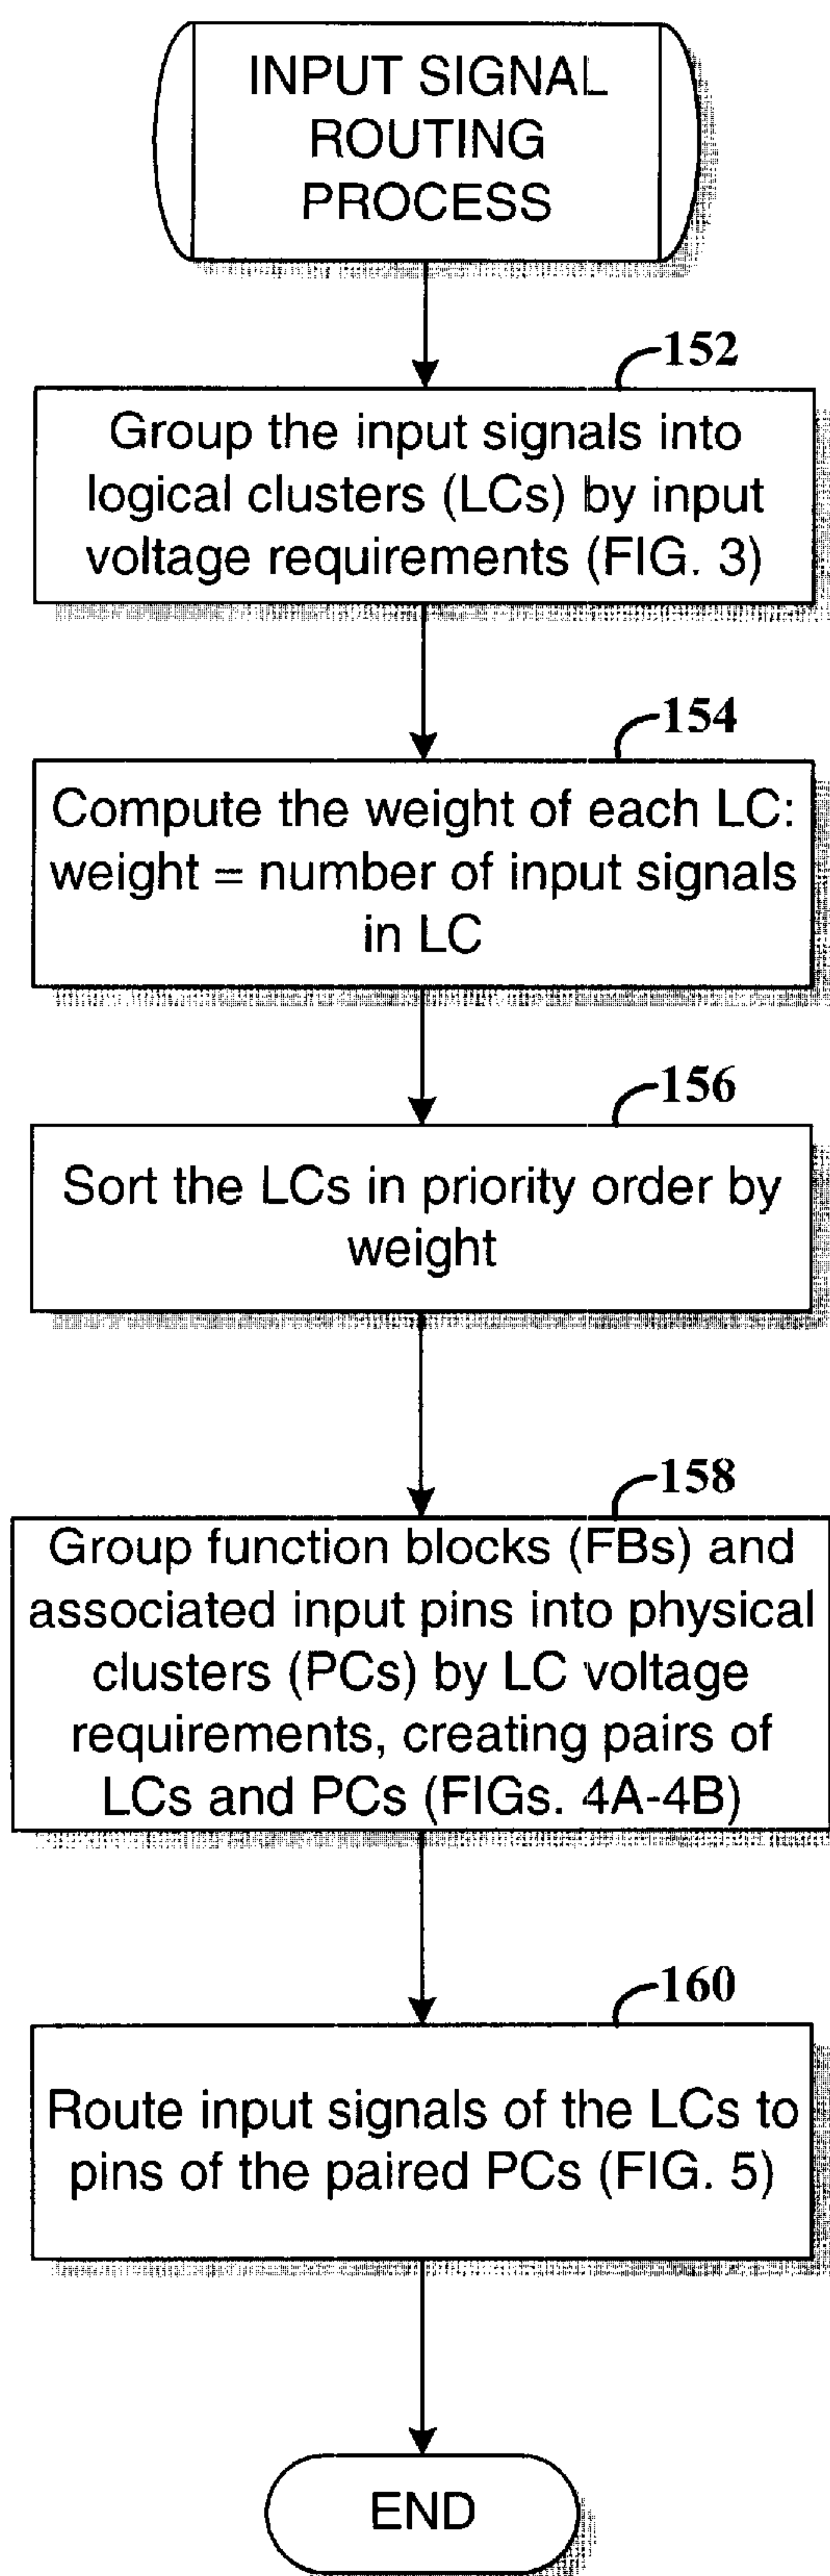 INPUT SIGNAL
ROUTING
PROCESS
152
Group the input signals into
logical clusters (LCs) by input
voltage requirements (FIG. 3)
154
Compute the weight of each LC:
weight = number of input signals
in LC
156
Sort the LCs in priority order by
weight
158
Group function blocks (FBs) and
associated input pins into physical
clusters (PCs) by LC voltage
requirements, creating pairs of
LCs and PCs (FIGs. 4A-4B)
160
Route input signals of the LCs to
pins of the paired PCs (FIG. 5)
END